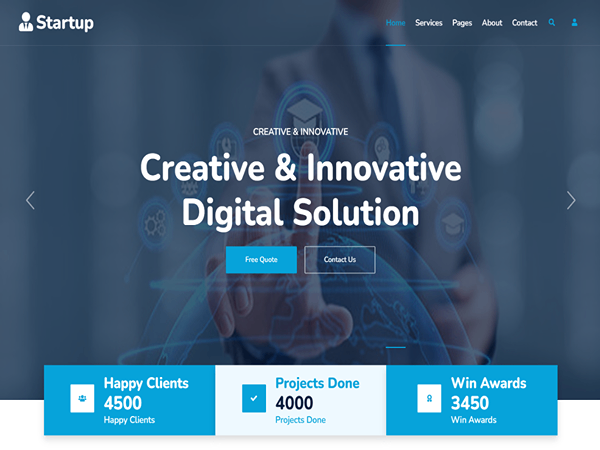 Startup
Home Services Pages About Contact
CREATIVE & INNOVATIVE
Creative & Innovative
Digital Solution
Free Quote Contact Us
Happy Clients
4500
Happy Clients
Projects Done
4000
Projects Done
Win Awards
3450
Win Awards